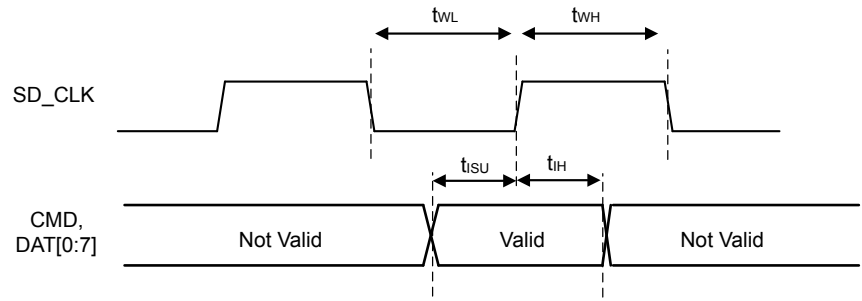 tWL tWH
SD_CLK
tISU tIH
CMD,
DAT[0:7]
Not Valid Valid Not Valid